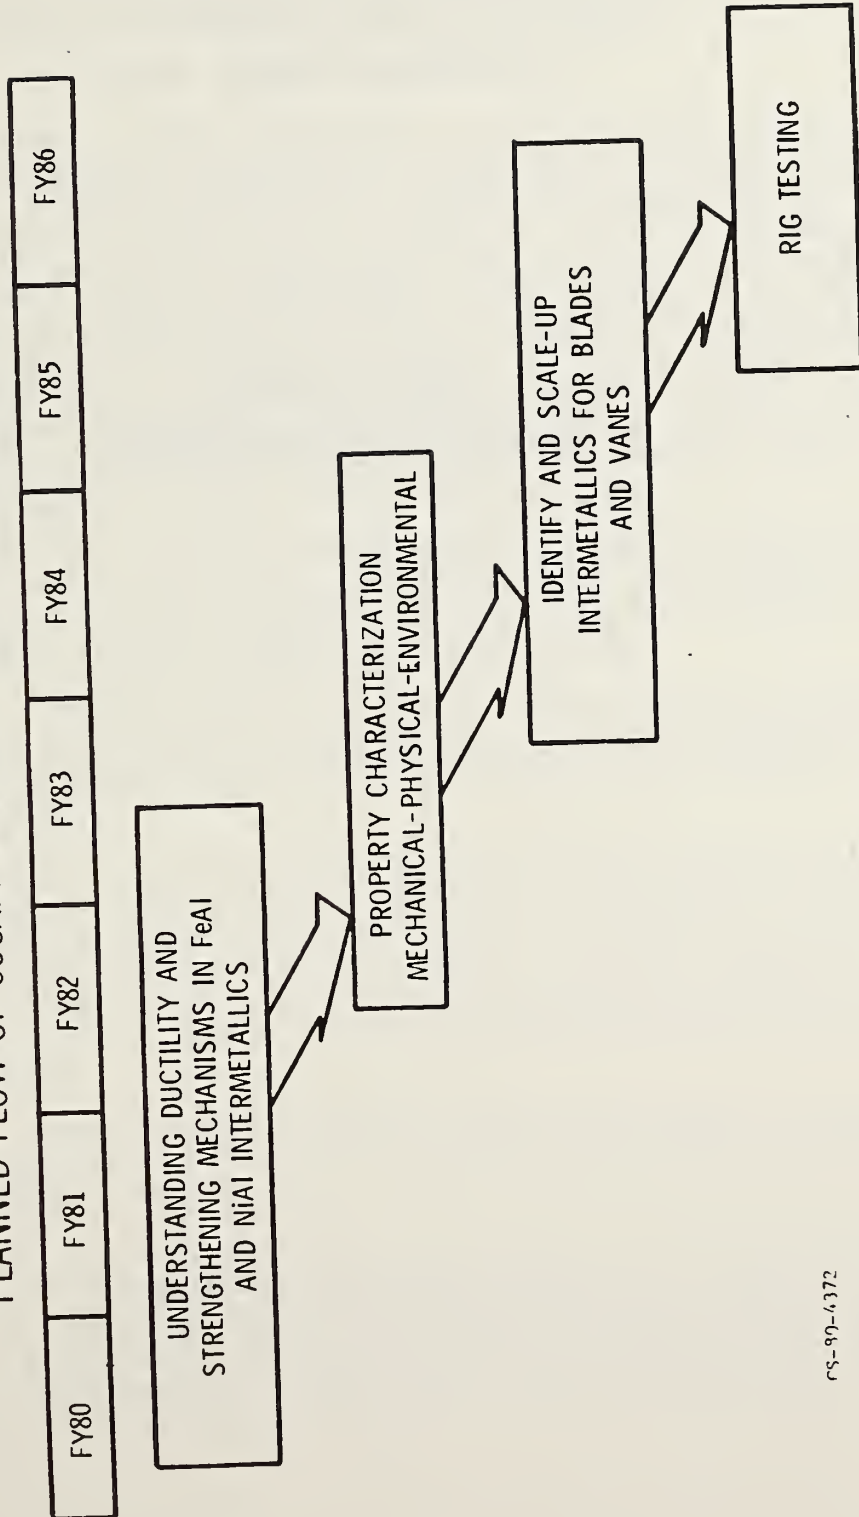 PLANNED FLOW OF
FY80 FY81 FY82 FY83 FY84 FY85 FY86
UNDERSTANDING DUCTILITY AND
STRENGTHENING MECHANISMS IN FeAl
AND NiAl INTERMETALLICS
PROPERTY CHARACTERIZATION
MECHANICAL-PHYSICAL-ENVIRONMENTAL
IDENTIFY AND SCALE-UP
INTERMETALLICS FOR BLADES
AND VANES
RIG TESTING
CS-80-4372